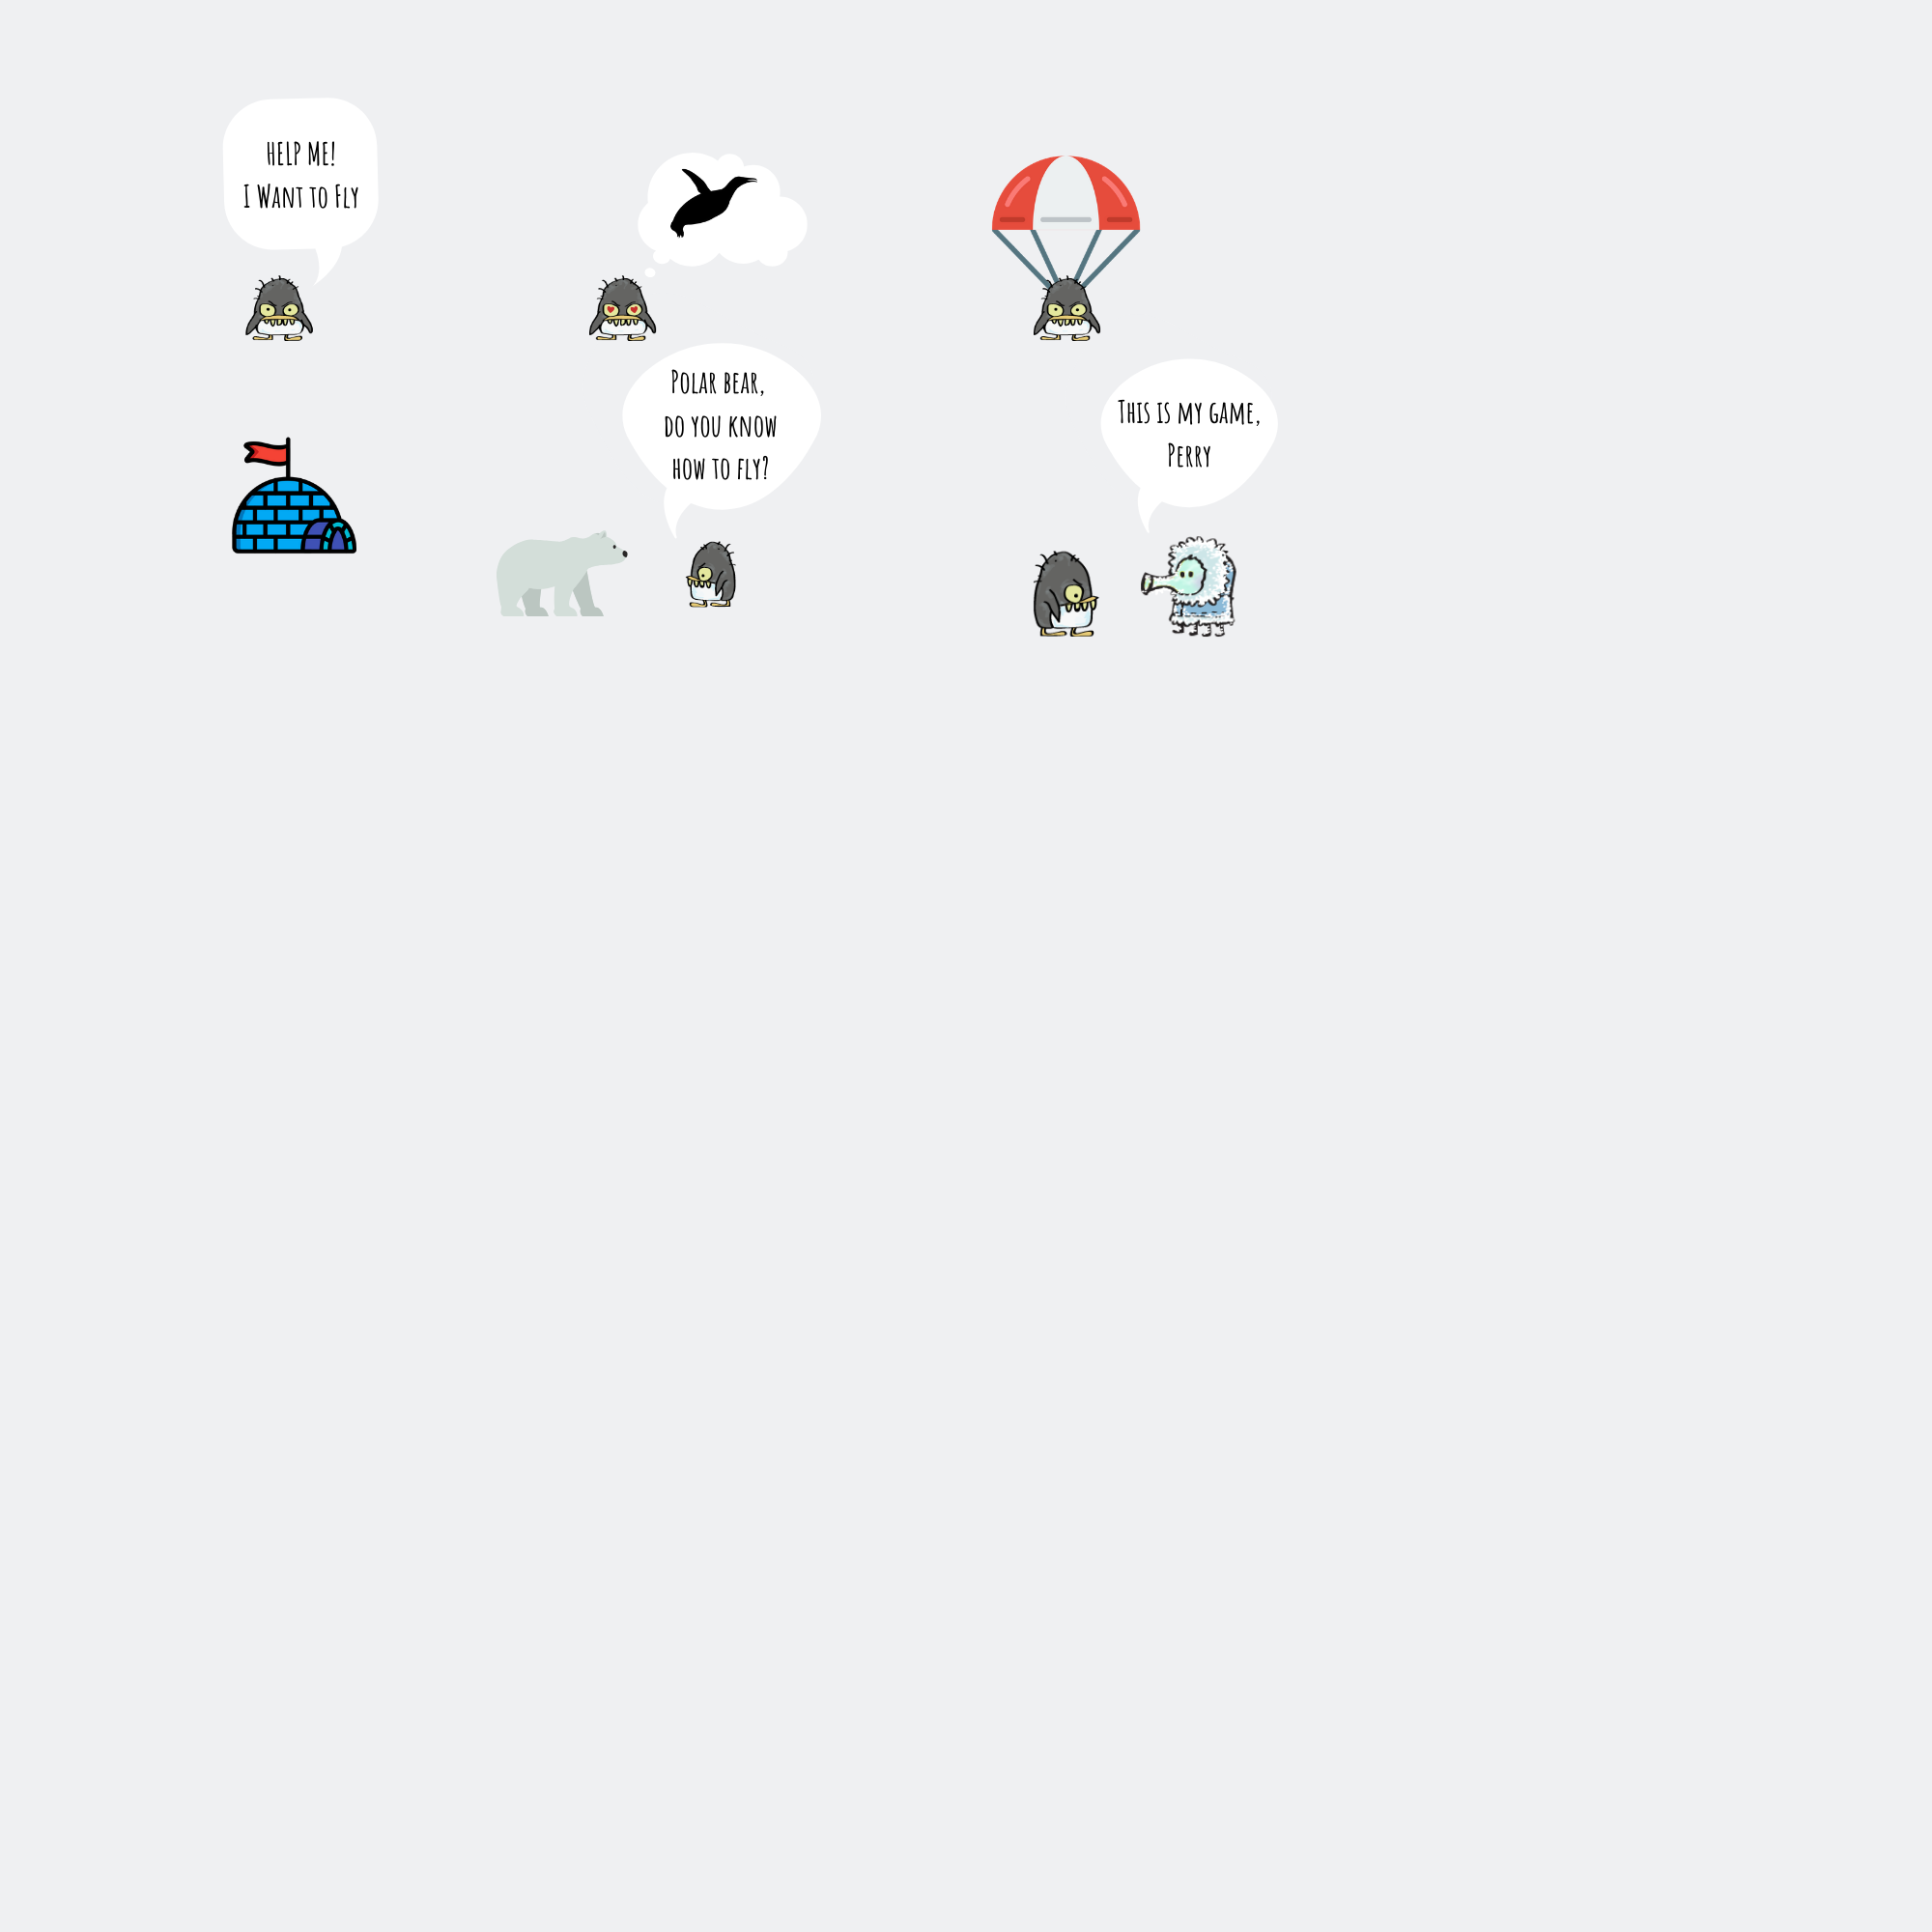 HELP ME!
I WANT TO FLY
POLAR BEAR,
DO YOU KNOW
HOW TO FLY?
THIS IS MY GAME,
PERRY